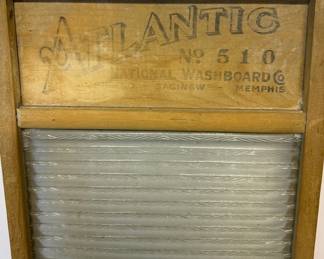 ATLANTIC
No 510
NATIONAL WASHBOARD Co
SAGINAW MEMPHIS